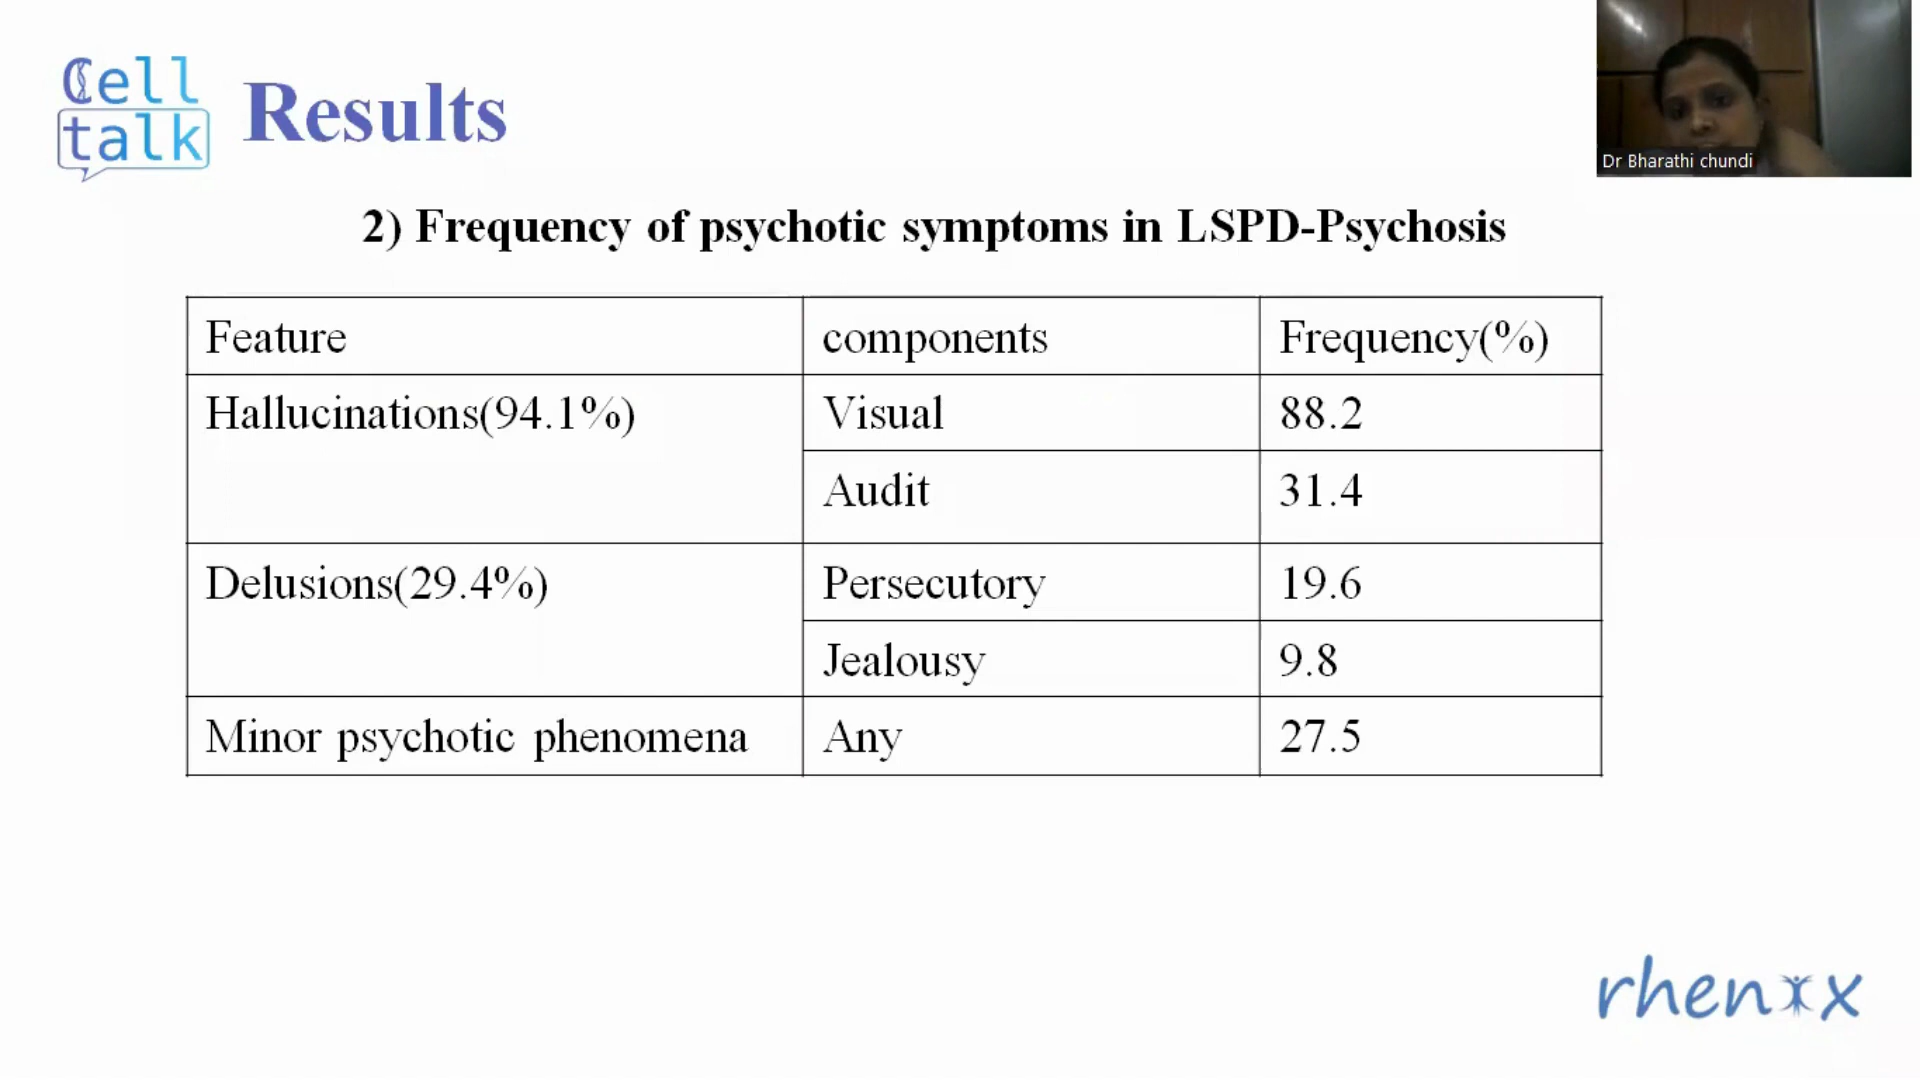 Cell
talk
Results
Dr Bharathi chundi
2) Frequency of psychotic symptoms in LSPD-Psychosis
Feature components Frequency(%)
Hallucinations(94.1%) Visual 88.2
Audit 31.4
Delusions(29.4%) Persecutory 19.6
Jealousy 9.8
Minor psychotic phenomena Any 27.5
rhenix